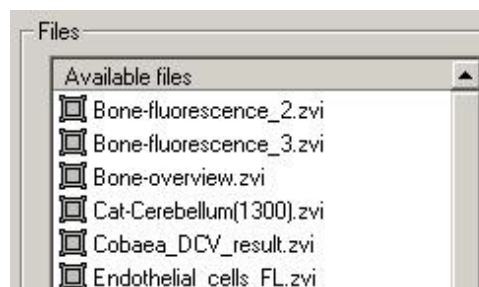 Files
Available files
Bone-fluorescence_2.zvi
Bone-fluorescence_3.zvi
Bone-overview.zvi
Cat-Cerebellum(1300).zvi
Cobaea_DCV_result.zvi
Endothelial_cells_FL.zvi